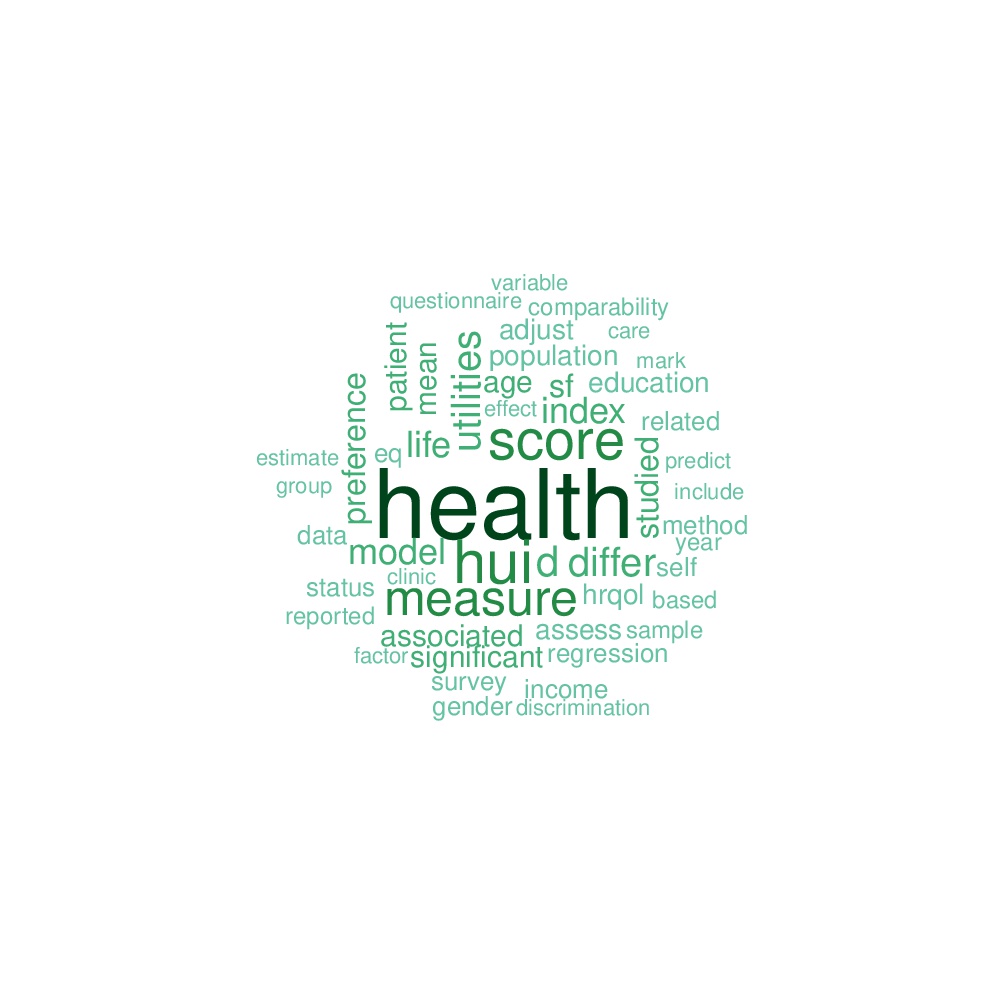 variable
questionnaire comparability
adjust care
patient mean utilities population mark
preference age sf education
effect index related
life score
estimate eq studied predict
group health include
data method
year
model hui d differ self
clinic
status measure hrqol based
reported
associated assess sample
factor significant regression
survey income
gender discrimination